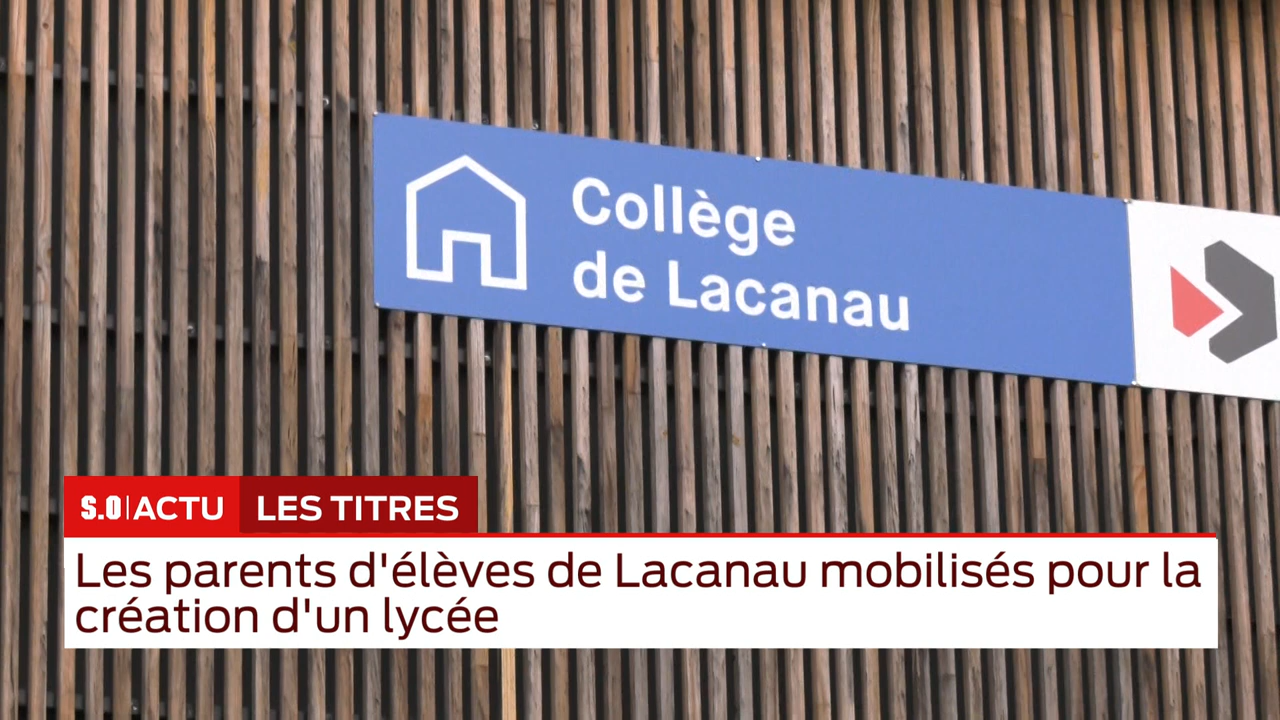 Collège
de Lacanau
S.O ACTU LES TITRES
Les parents d'élèves de Lacanau mobilisés pour la
création d'un lycée